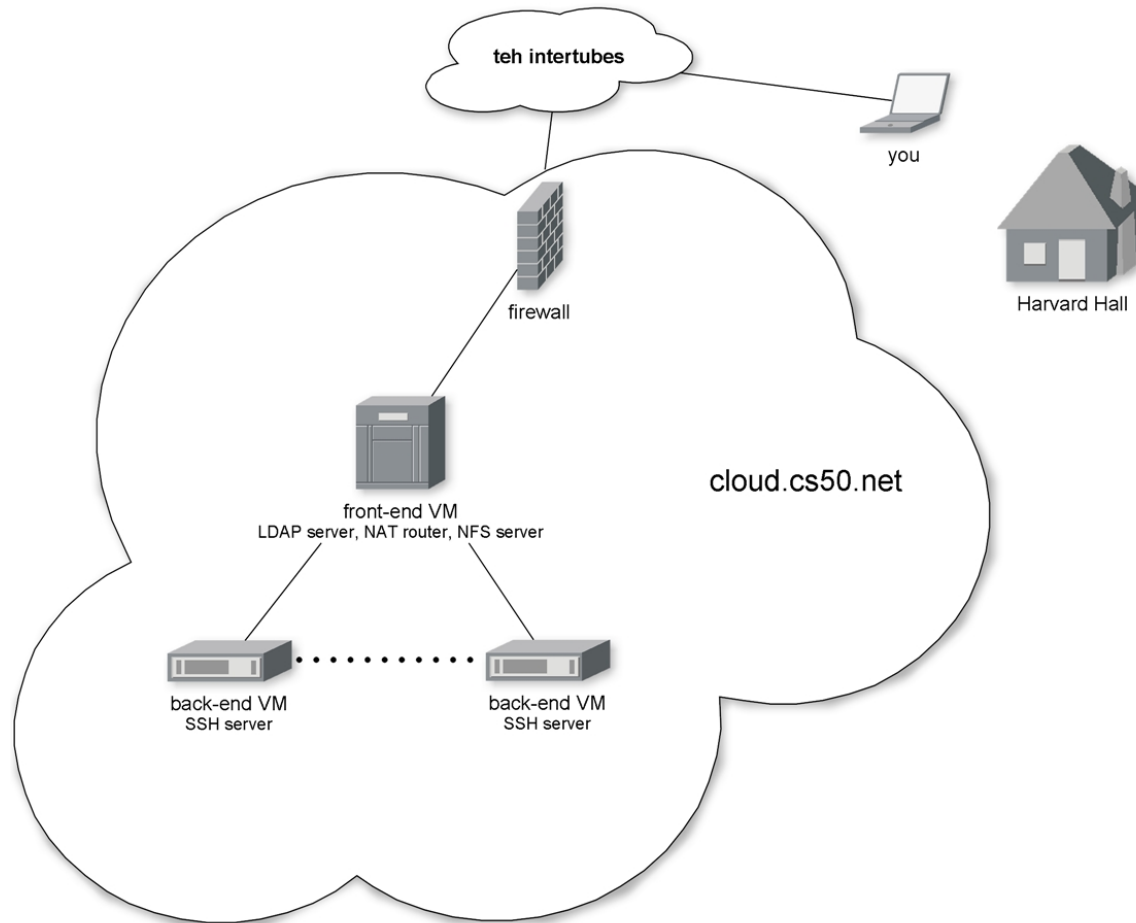 teh intertubes
you
Harvard Hall
firewall
cloud.cs50.net
front-end VM
LDAP server, NAT router, NFS server
back-end VM
SSH server
back-end VM
SSH server